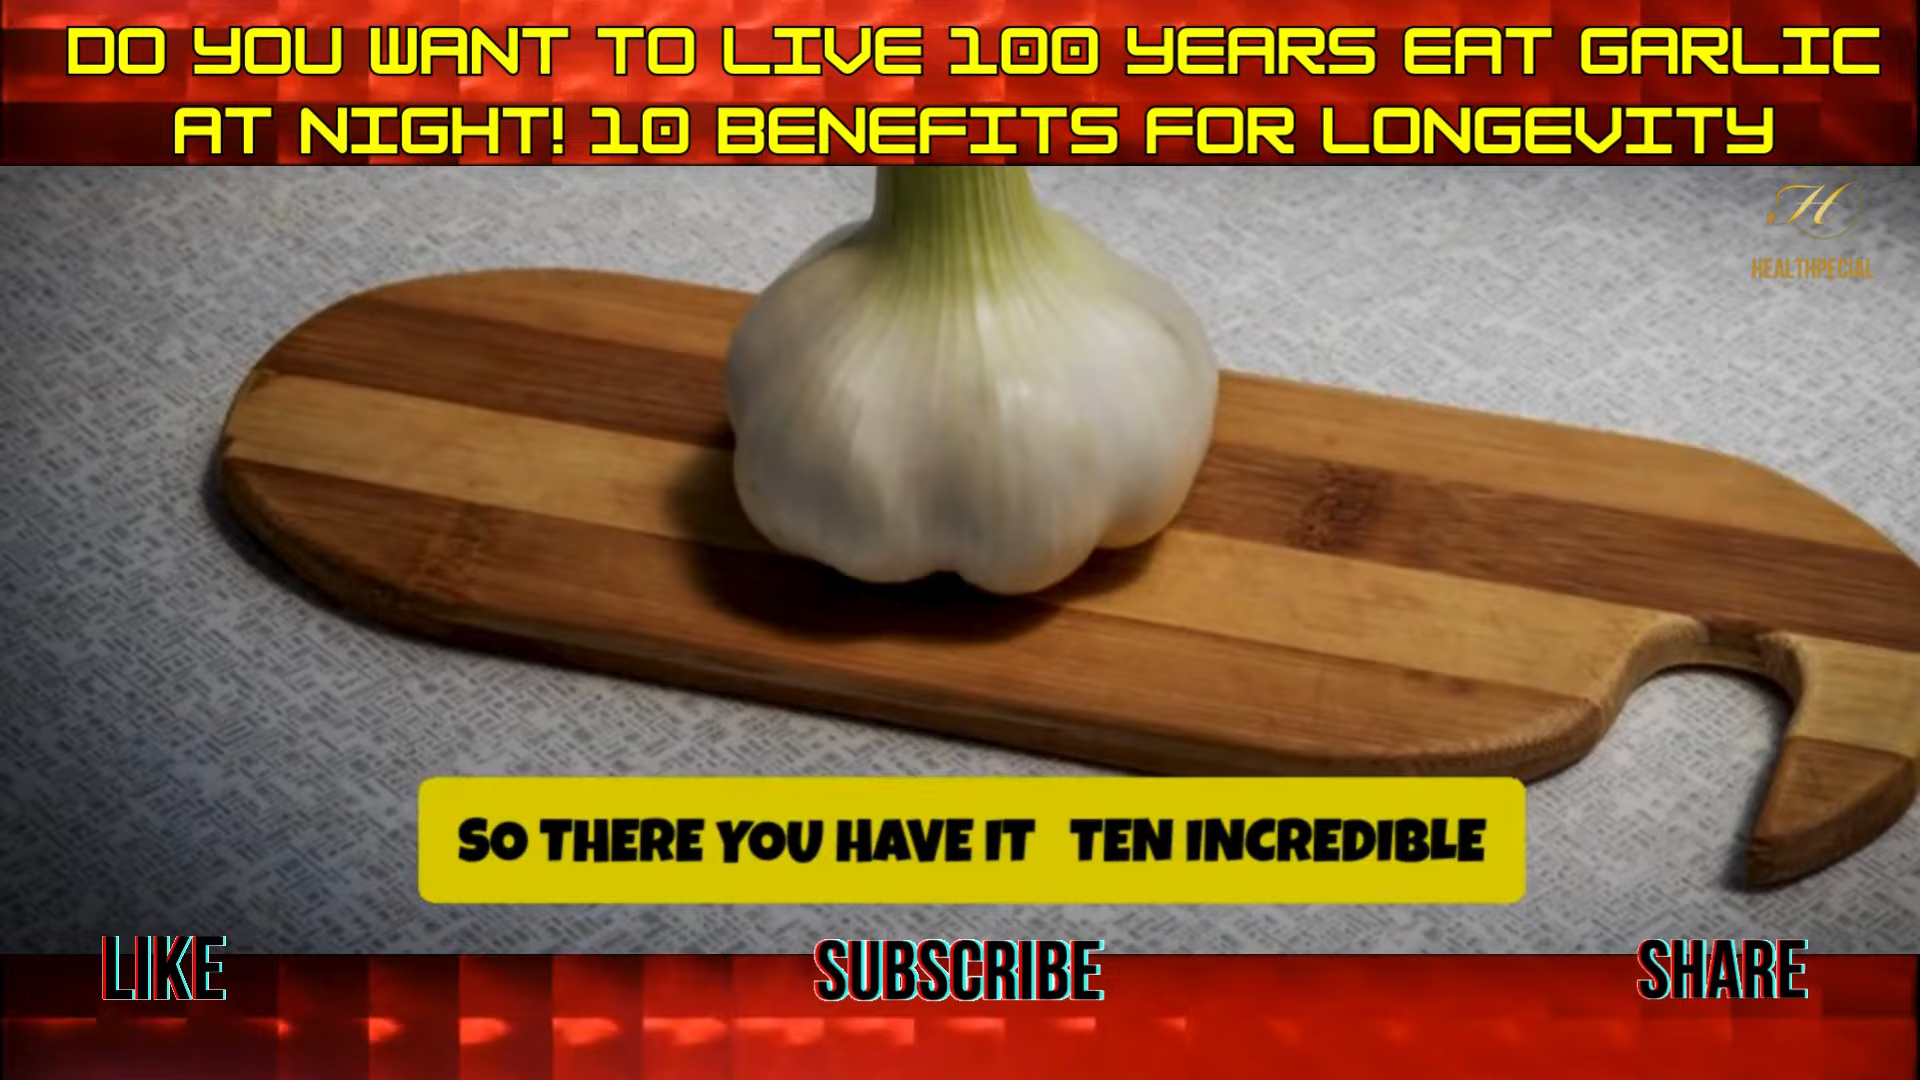 DO YOU WANT TO LIVE 100 YEARS EAT GARLIC
AT NIGHT! 10 BENEFITS FOR LONGEVITY
H
HEALTHPECIAL
SO THERE YOU HAVE IT TEN INCREDIBLE
LIKE
SUBSCRIBE
SHARE